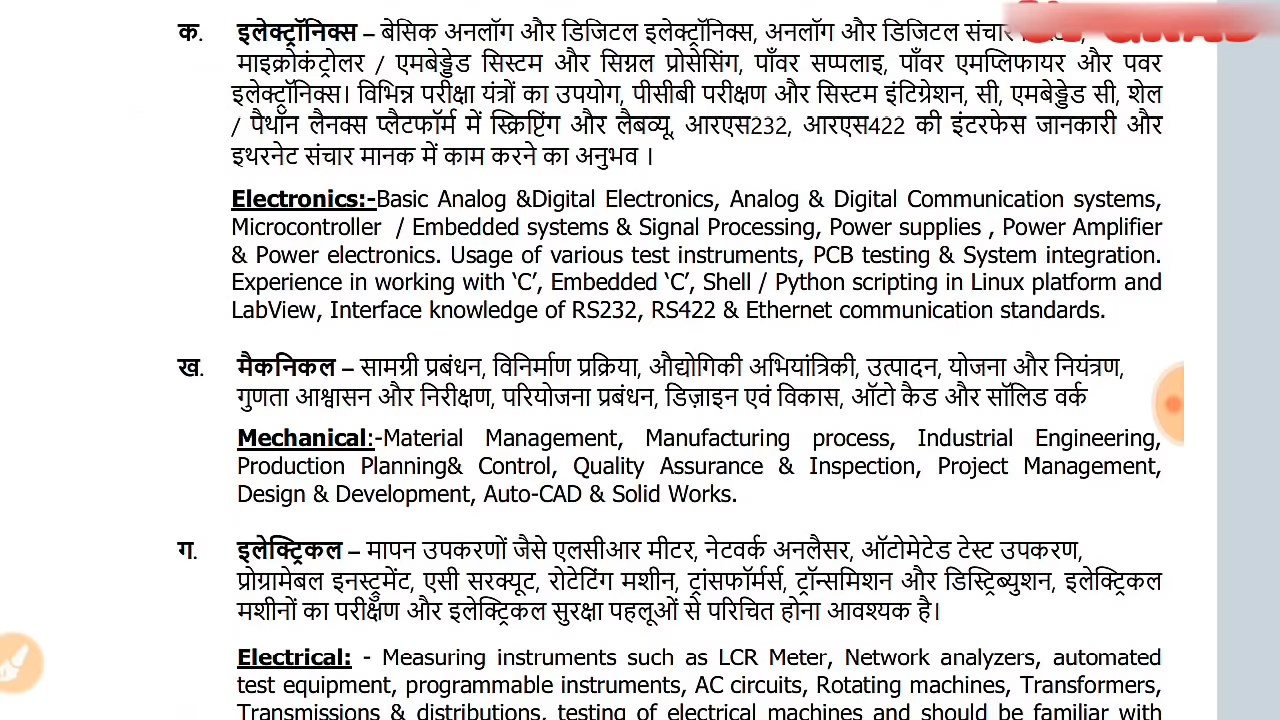 क. इलेक्ट्रॉनिक्स – बेसिक अनलॉग और डिजिटल इलेक्ट्रॉनिक्स, अनलॉग और डिजिटल संचार
माइक्रोकंट्रोलर / एमबेड्डेड सिस्टम और सिग्नल प्रोसेसिंग, पॉवर सप्पलाइ, पॉवर एमप्लिफायर और पवर
इलेक्ट्रॉनिक्स। विभिन्न परीक्षा यंत्रों का उपयोग, पीसीबी परीक्षण और सिस्टम इंटिग्रेशन, सी, एमबेड्डेड सी, शेल
/ पैथॉन लैनक्स प्लैटफॉर्म में स्क्रिप्टिंग और लैबव्यू, आरएस232, आरएस422 की इंटरफेस जानकारी और
इथरनेट संचार मानक में काम करने का अनुभव ।
Electronics:-Basic Analog &Digital Electronics, Analog & Digital Communication systems,
Microcontroller / Embedded systems & Signal Processing, Power supplies , Power Amplifier
& Power electronics. Usage of various test instruments, PCB testing & System integration.
Experience in working with ‘C’, Embedded ‘C’, Shell / Python scripting in Linux platform and
LabView, Interface knowledge of RS232, RS422 & Ethernet communication standards.
ख. मैकनिकल – सामग्री प्रबंधन, विनिर्माण प्रक्रिया, औद्योगिकी अभियांत्रिकी, उत्पादन, योजना और नियंत्रण,
गुणता आश्वासन और निरीक्षण, परियोजना प्रबंधन, डिज़ाइन एवं विकास, ऑटो कैड और सॉलिड वर्क
Mechanical:-Material Management, Manufacturing process, Industrial Engineering,
Production Planning& Control, Quality Assurance & Inspection, Project Management,
Design & Development, Auto-CAD & Solid Works.
ग. इलेक्ट्रिकल – मापन उपकरणों जैसे एलसीआर मीटर, नेटवर्क अनलैसर, ऑटोमेटेड टेस्ट उपकरण,
प्रोग्रामेबल इनस्ट्रुमेंट, एसी सरक्यूट, रोटेटिंग मशीन, ट्रांसफॉर्मर्स, ट्रॉन्समिशन और डिस्ट्रिब्युशन, इलेक्ट्रिकल
मशीनों का परीक्षण और इलेक्ट्रिकल सुरक्षा पहलूओं से परिचित होना आवश्यक है।
Electrical: - Measuring instruments such as LCR Meter, Network analyzers, automated
test equipment, programmable instruments, AC circuits, Rotating machines, Transformers,
Transmissions & distributions, testing of electrical machines and should be familiar with